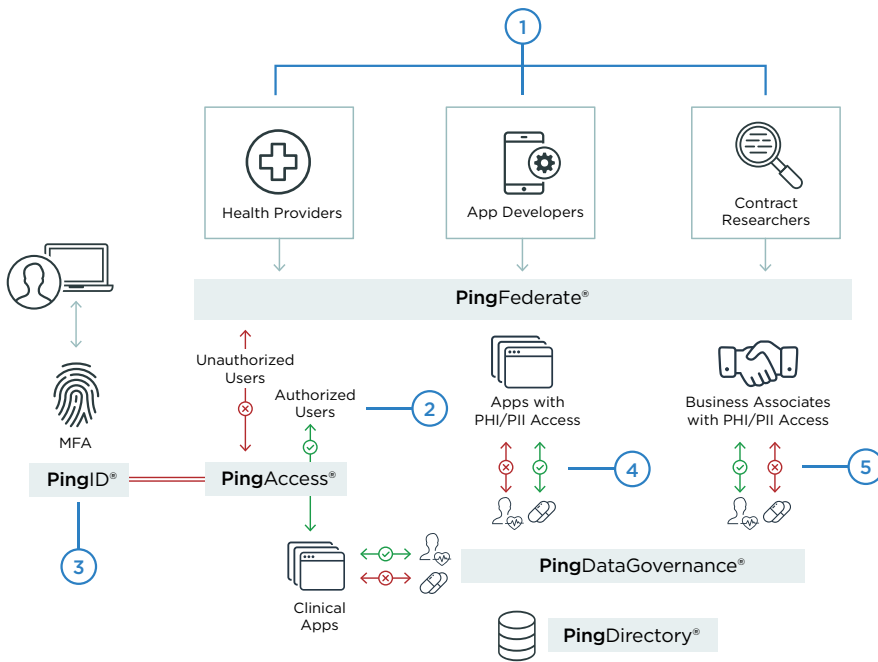 1
Health Providers
App Developers
Contract
Researchers
PingFederate®
Unauthorized
Users
Authorized
Users
2
Apps with
PHI/PII Access
Business Associates
with PHI/PII Access
MFA
PingID®
PingAccess®
4
5
3
Clinical
Apps
PingDataGovernance®
PingDirectory®